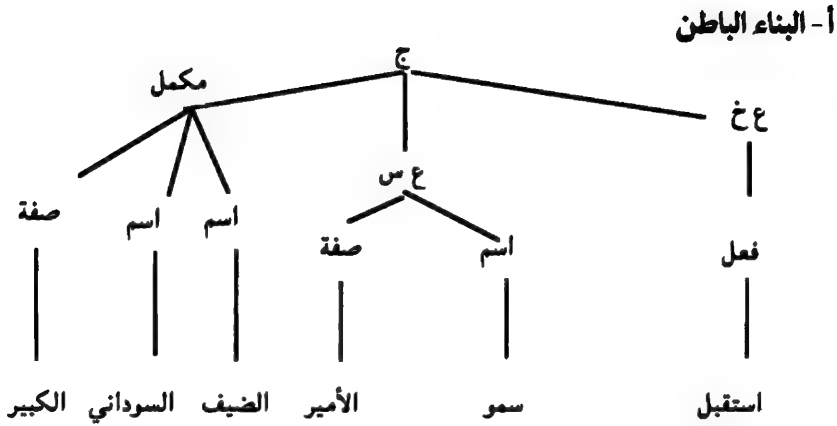 أ - البناء الباطن
ج
مكمل
ع خ
ع س
صفة
اسم
اسم
صفة
اسم
فعل
استقبل سمو الأمير الضيف السوداني الكبير